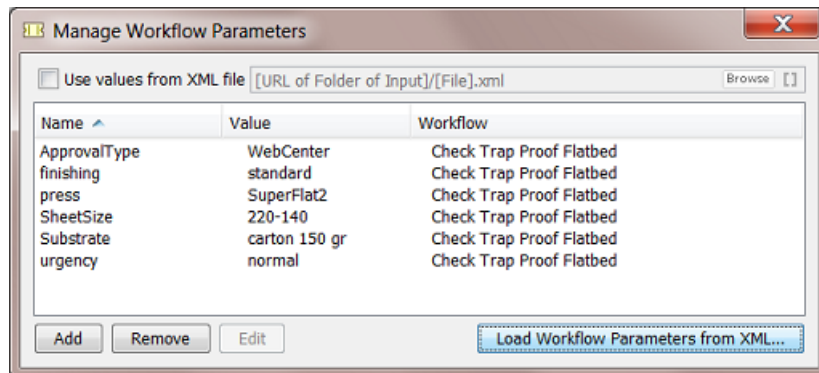 Manage Workflow Parameters
Use values from XML file [URL of Folder of Input]/[File].xml Browse []
Name Value Workflow
ApprovalType WebCenter Check Trap Proof Flatbed
finishing standard Check Trap Proof Flatbed
press SuperFlat2 Check Trap Proof Flatbed
SheetSize 220-140 Check Trap Proof Flatbed
Substrate carton 150 gr Check Trap Proof Flatbed
urgency normal Check Trap Proof Flatbed
Add Remove Edit Load Workflow Parameters from XML...